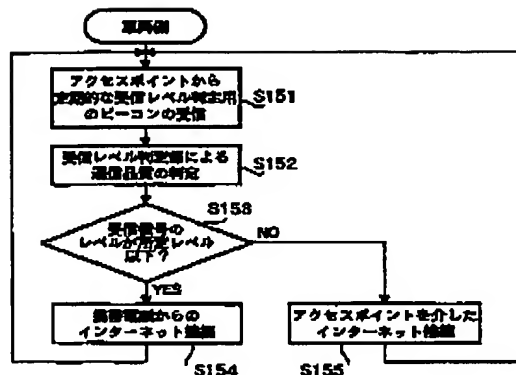 車両側
アクセスポイントから
定期的な受信レベル判定用
のビーコンの受信
S151
受信レベル判定部による
通信品質の判定
S152
S153
受信信号の
レベルが所定レベル
以下?
NO
YES
携帯電話からの
インターネット接続
アクセスポイントを介した
インターネット接続
S154
S155